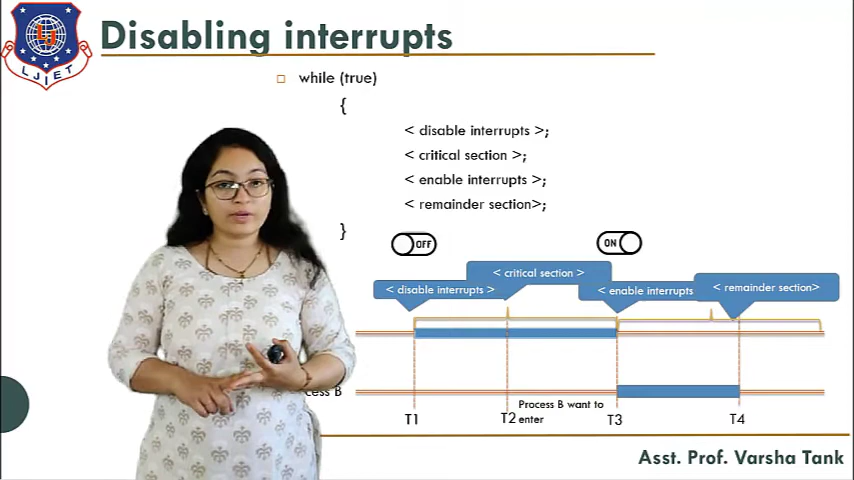 Disabling interrupts
LJIET
while (true)
{
< disable interrupts >;
< critical section >;
< enable interrupts >;
< remainder section>;
}
OFF
ON
< critical section >
< disable interrupts >
< enable interrupts
< remainder section>
B
Process B want to
enter
T1
T2
T3
T4
Asst. Prof. Varsha Tank